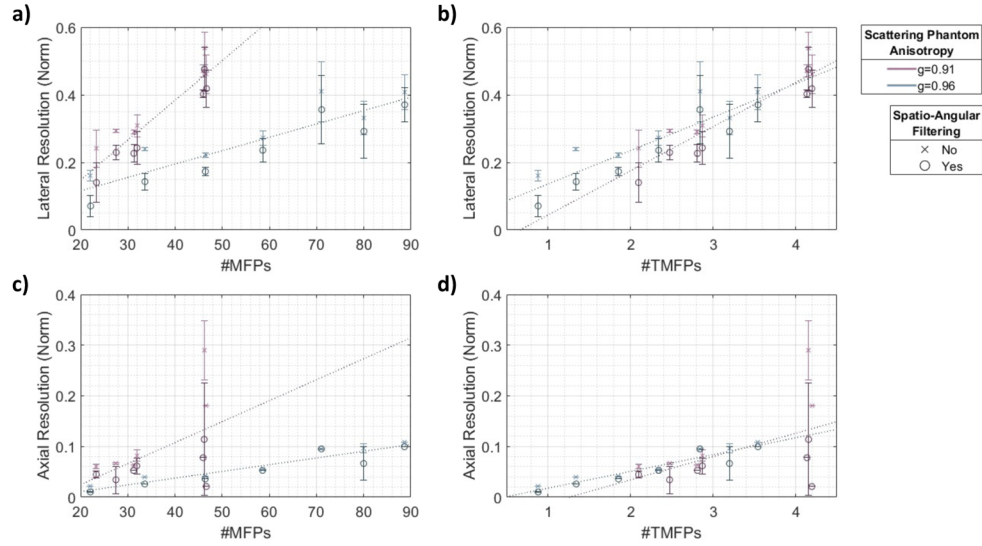 a)
0.6
0.4
0.2
0
Lateral Resolution (Norm)
20 30 40 50 60 70 80 90
#MFPs
b)
0.6
0.4
0.2
0
Lateral Resolution (Norm)
1 2 3 4
#TMFPs
Scattering Phantom
Anisotropy
g=0.91
g=0.96
Spatio-Angular
Filtering
No
Yes
c)
0.4
0.3
0.2
0.1
0
Axial Resolution (Norm)
20 30 40 50 60 70 80 90
#MFPs
d)
0.4
0.3
0.2
0.1
0
Axial Resolution (Norm)
1 2 3 4
#TMFPs